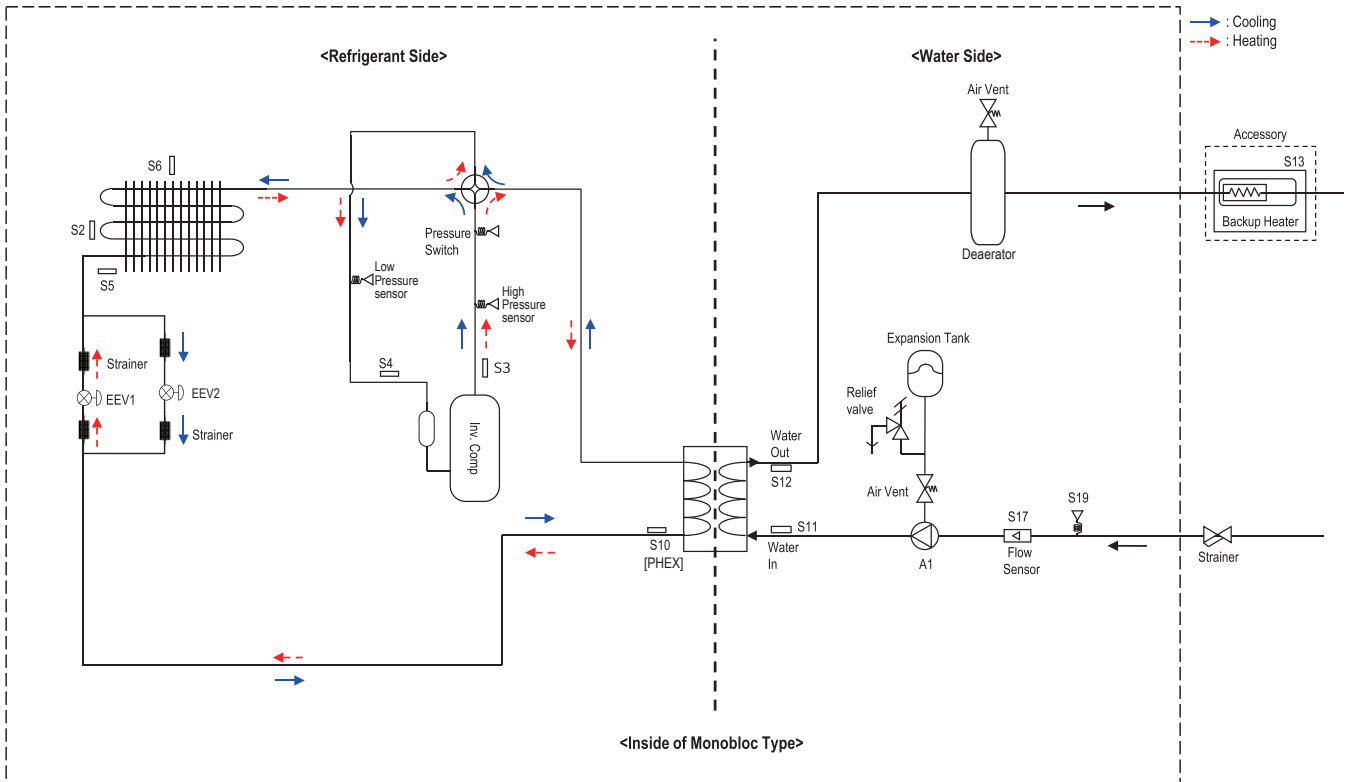 : Cooling
: Heating
<Refrigerant Side>
<Water Side>
Air Vent
Accessory
S13
Backup Heater
S6
S2
S5
Pressure
Switch
Deaerator
Low
Pressure
sensor
High
Pressure
sensor
Expansion Tank
Strainer
S4
S3
EEV1
EEV2
Relief
valve
Strainer
Inv. Comp
Water
Out
S12
Air Vent
S19
S11
S17
S10
[PHEX]
Water
In
A1
Flow
Sensor
Strainer
<Inside of Monobloc Type>